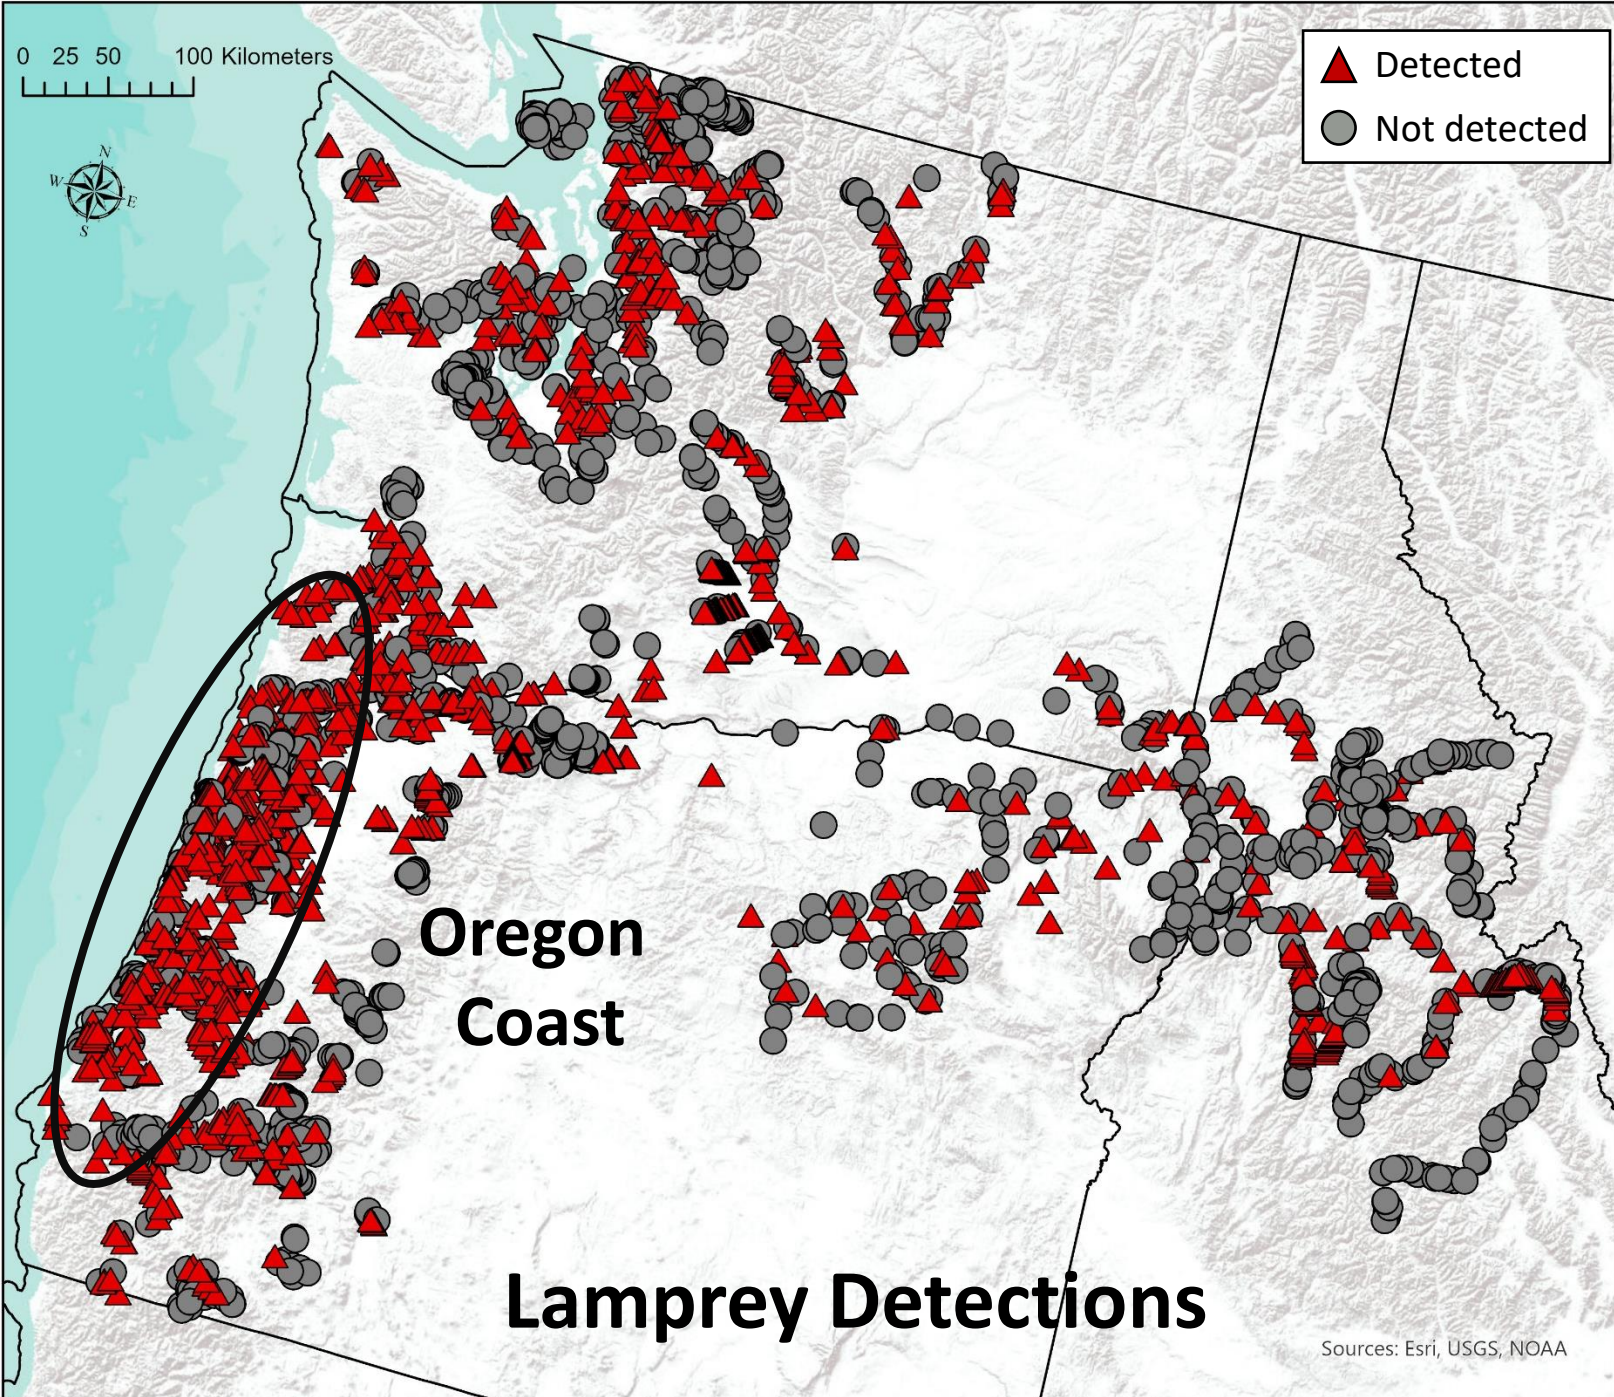 0 25 50 100 Kilometers
Detected
Not detected
N
W
E
S
Oregon
Coast
Lamprey Detections
Sources: Esri, USGS, NOAA